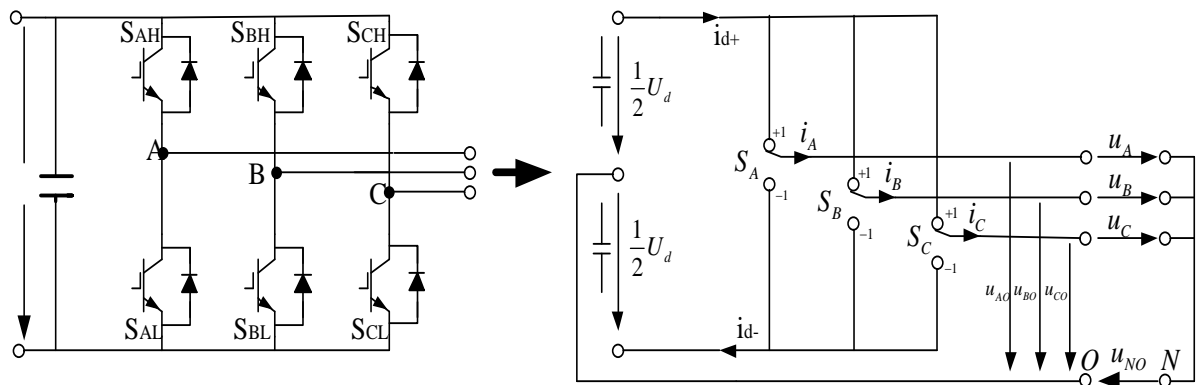 SAH SBH SCH
A
B
C
SAL SBL SCL
id+
1/2 Ud
+1
SA
iA
−1
+1
SB
iB
−1
+1
SC
iC
−1
1/2 Ud
id-
uA
uB
uC
uAO uBO uCO
O uNO N